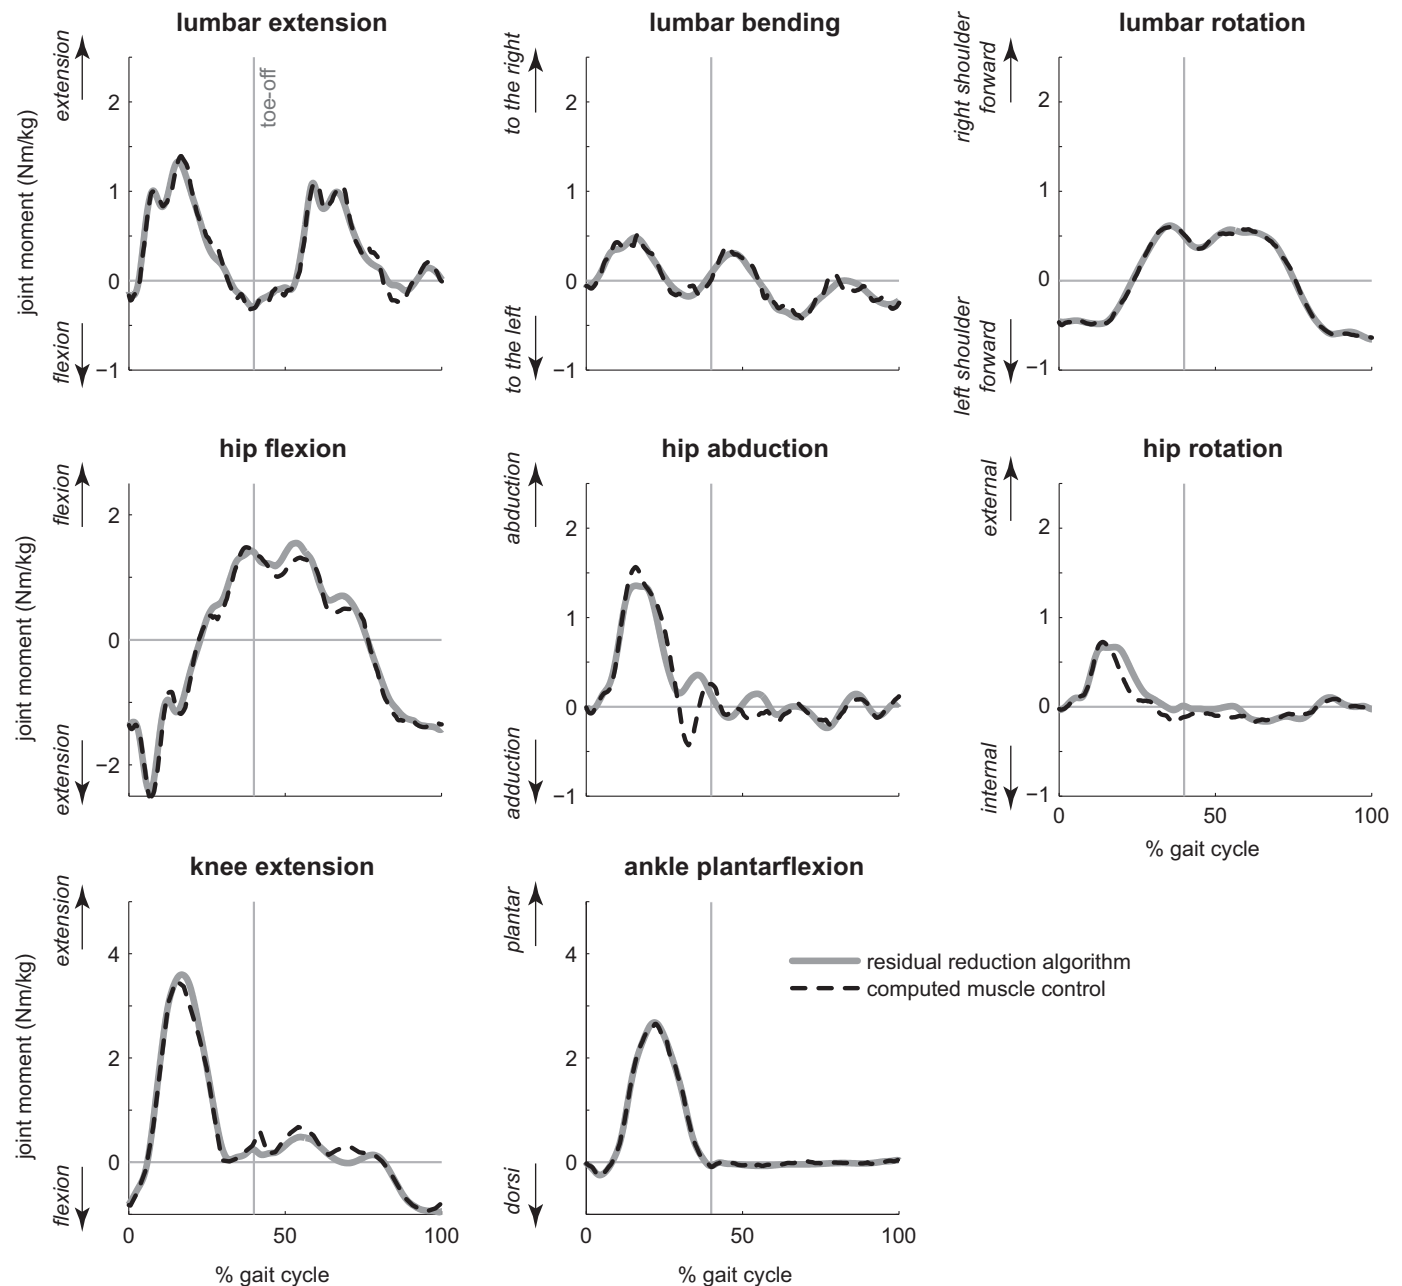 lumbar extension
lumbar bending
lumbar rotation
extension
joint moment (Nm/kg)
flexion
2
1
0
−1
toe-off
to the right
to the left
2
1
0
−1
right shoulder
forward
left shoulder
forward
2
1
0
−1
hip flexion
hip abduction
hip rotation
flexion
joint moment (Nm/kg)
extension
2
0
−2
abduction
adduction
2
1
0
−1
external
internal
2
1
0
−1
0
50
100
% gait cycle
knee extension
ankle plantarflexion
extension
joint moment (Nm/kg)
flexion
4
2
0
0
50
100
% gait cycle
plantar
dorsi
4
2
0
0
50
100
% gait cycle
residual reduction algorithm
computed muscle control